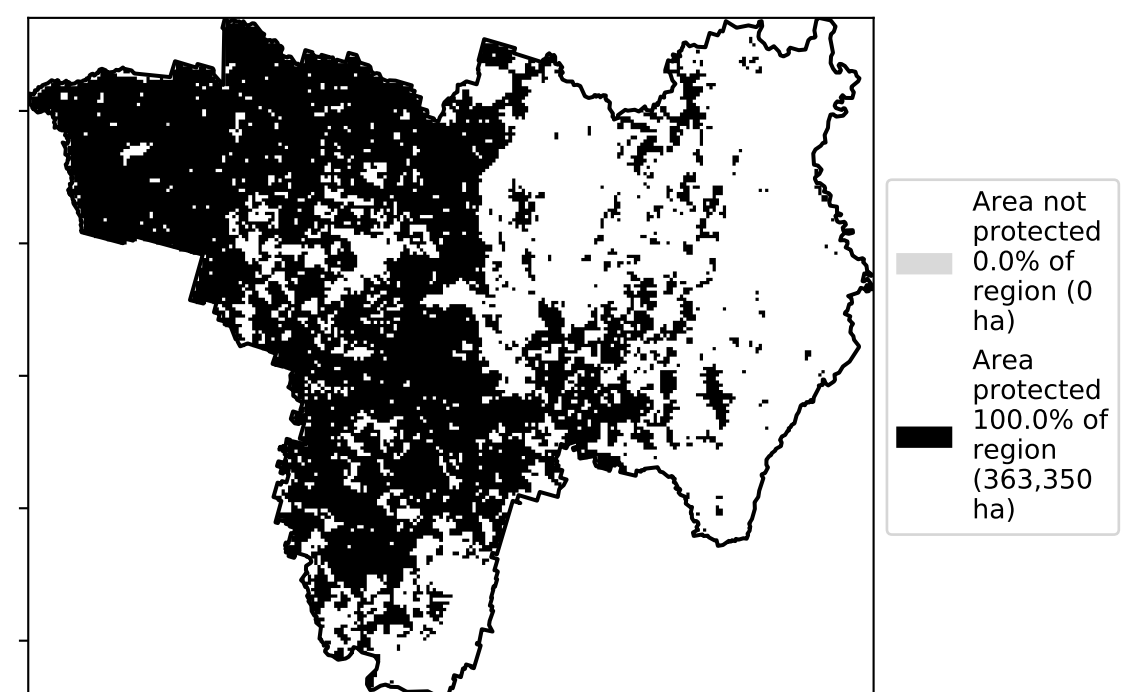 Area not
protected
0.0% of
region (0
ha)
Area
protected
100.0% of
region
(363,350
ha)